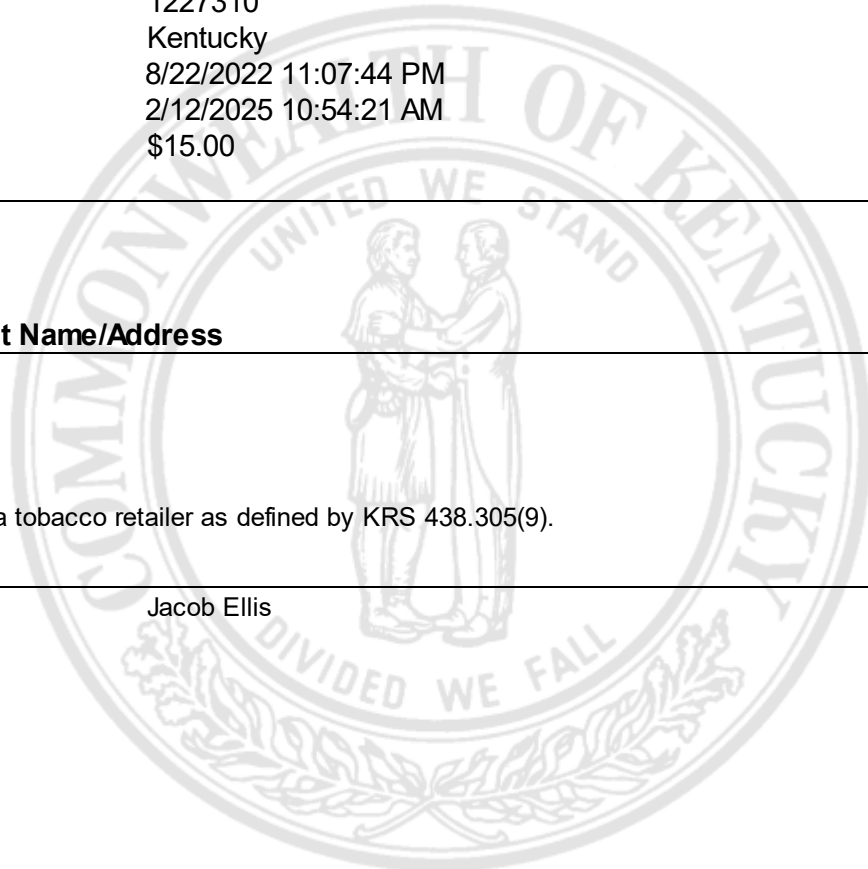 1227310
Kentucky
8/22/2022 11:07:44 PM
2/12/2025 10:54:21 AM
$15.00
t Name/Address
a tobacco retailer as defined by KRS 438.305(9).
Jacob Ellis
COMMONWEALTH OF KENTUCKY
UNITED WE STAND
DIVIDED WE FALL